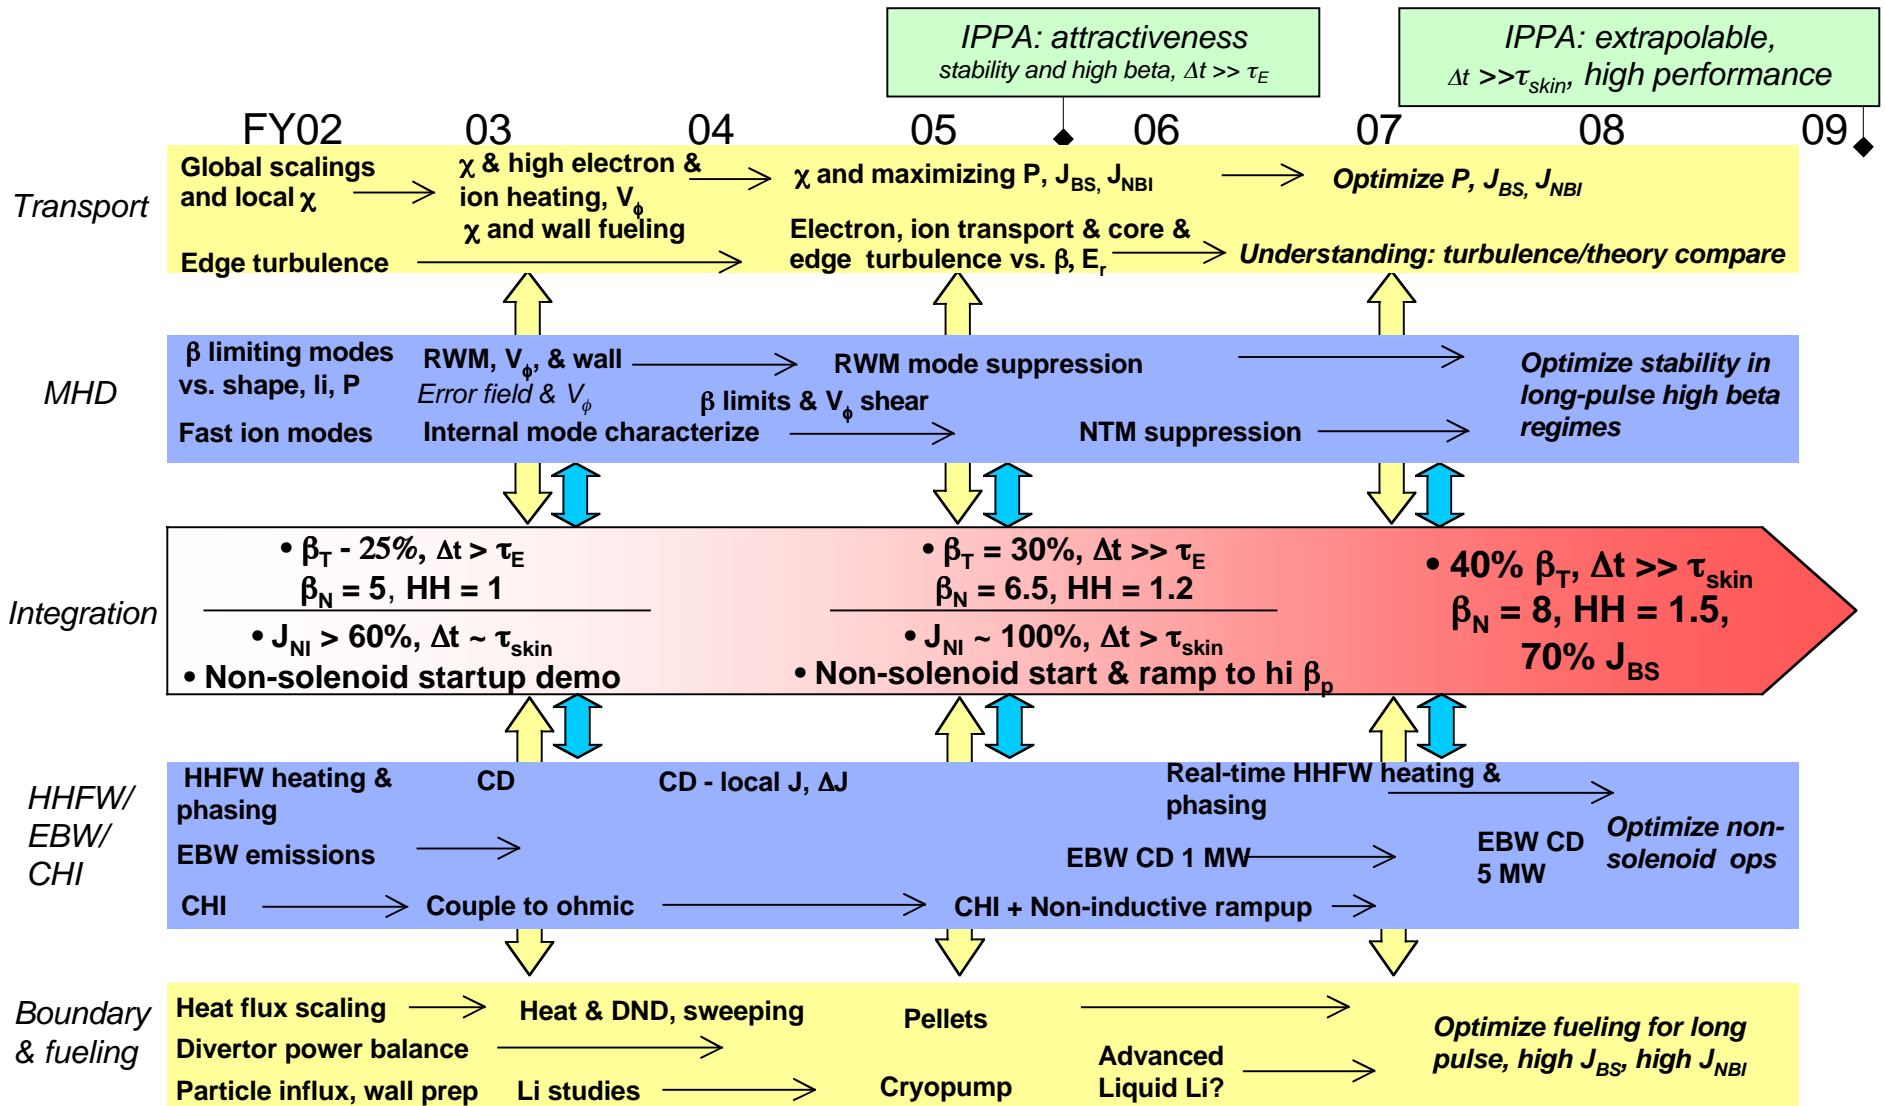 IPPA: attractiveness
stability and high beta, Δt >> τE
IPPA: extrapolable,
Δt >>τskin, high performance
FY02 03 04 05 06 07 08 09
Transport
Global scalings
and local χ
χ & high electron &
ion heating, Vϕ
χ and wall fueling
χ and maximizing P, JBS, JNBI
Optimize P, JBS, JNBI
Edge turbulence
Electron, ion transport & core &
edge turbulence vs. β, Er
Understanding: turbulence/theory compare
MHD
β limiting modes
vs. shape, li, P
RWM, Vϕ, & wall
Error field & Vϕ
RWM mode suppression
β limits & Vϕ shear
Fast ion modes
Internal mode characterize
NTM suppression
Optimize stability in
long-pulse high beta
regimes
Integration
• βT - 25%, Δt > τE
βN = 5, HH = 1
• JNI > 60%, Δt ~ τskin
• Non-solenoid startup demo
• βT = 30%, Δt >> τE
βN = 6.5, HH = 1.2
• JNI ~ 100%, Δt > τskin
• Non-solenoid start & ramp to hi βp
• 40% βT, Δt >> τskin
βN = 8, HH = 1.5,
70% JBS
HHFW/
EBW/
CHI
HHFW heating &
phasing
CD
CD - local J, ΔJ
Real-time HHFW heating &
phasing
EBW emissions
EBW CD 1 MW
EBW CD
5 MW
Optimize non-
solenoid ops
CHI
Couple to ohmic
CHI + Non-inductive rampup
Boundary
& fueling
Heat flux scaling
Heat & DND, sweeping
Pellets
Divertor power balance
Particle influx, wall prep
Li studies
Cryopump
Advanced
Liquid Li?
Optimize fueling for long
pulse, high JBS, high JNBI